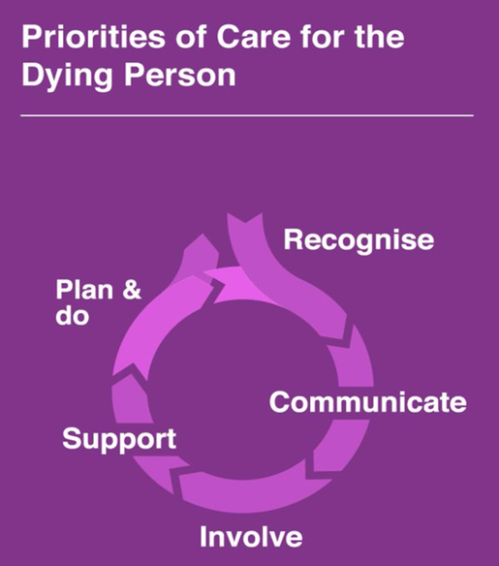 Priorities of Care for the
Dying Person
Recognise
Communicate
Involve
Support
Plan &
do